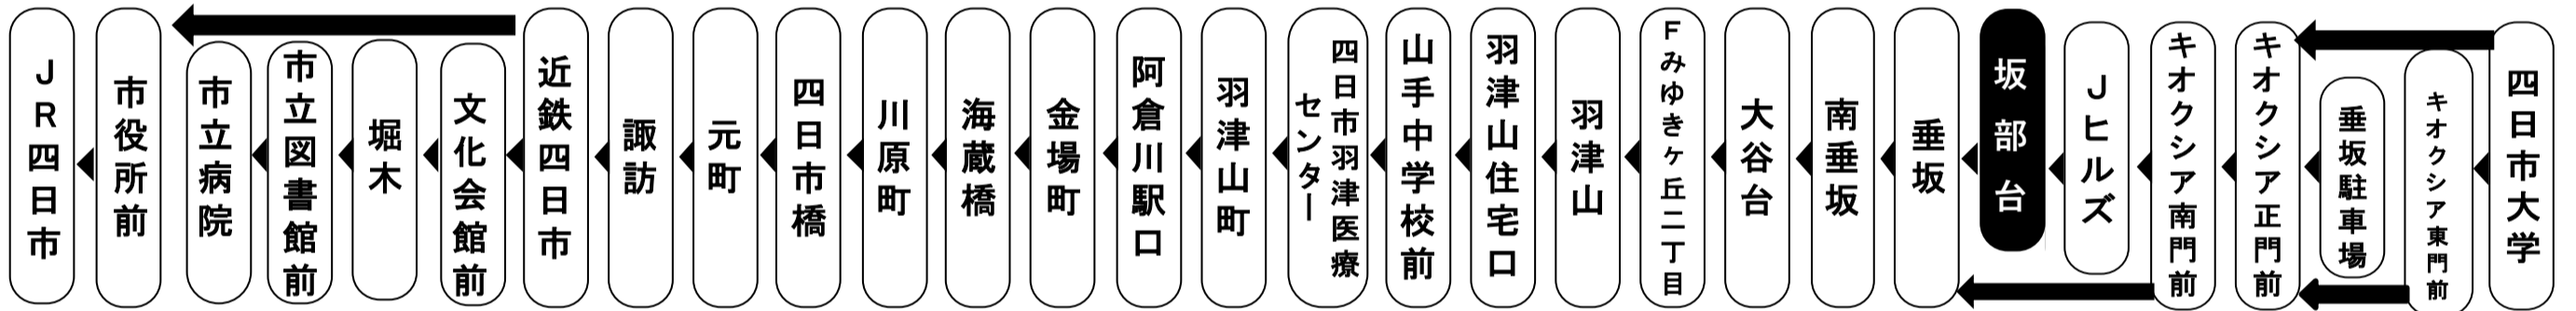 四日市大学
キオクシア東門前
垂坂駐車場
キオクシア正門前
キオクシア南門前
Jヒルズ
坂部台
垂坂
南垂坂
大谷台
Fみゆきヶ丘二丁目
羽津山
羽津山住宅口
山手中学校前
四日市羽津医療
センター
羽津山町
阿倉川駅口
金場町
海蔵橋
川原町
四日市橋
元町
諏訪
近鉄四日市
文化会館前
堀木
市立図書館前
市立病院
市役所前
JR四日市